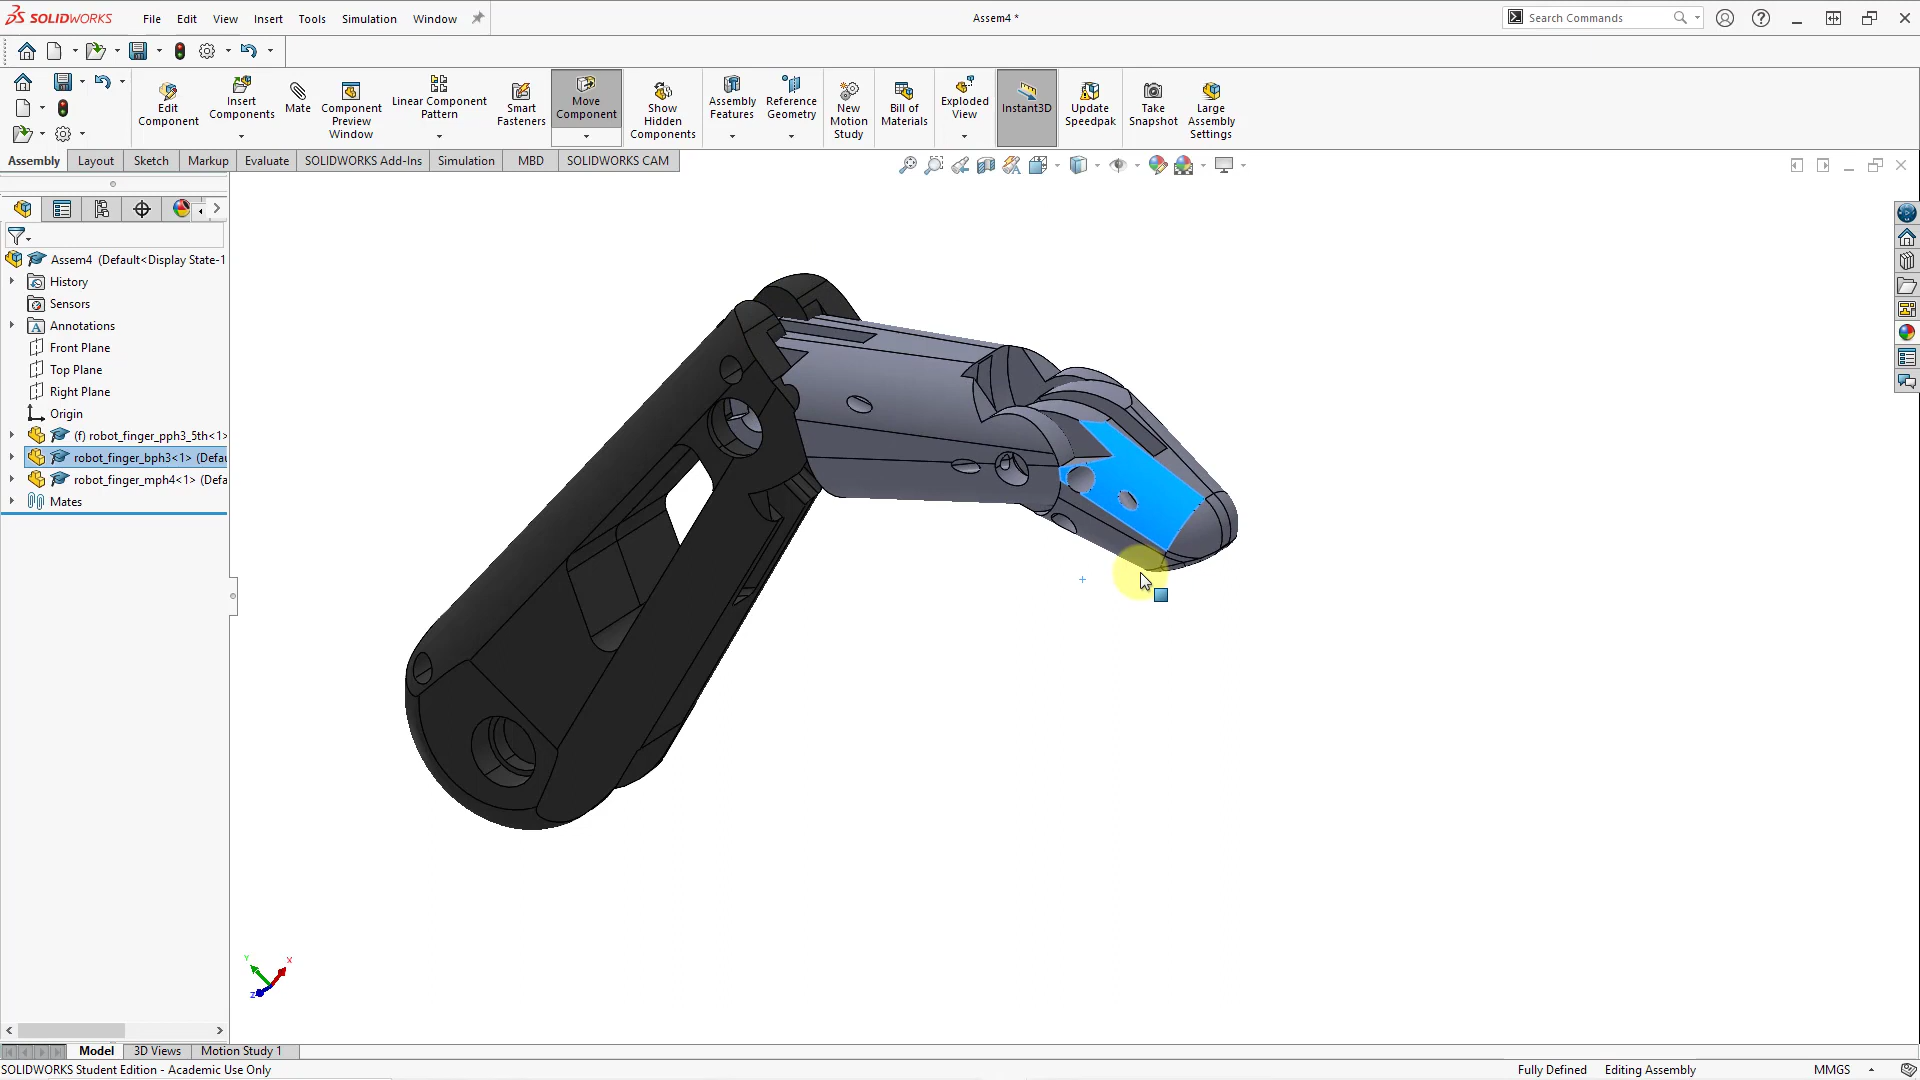 SOLIDWORKS File Edit View Insert Tools Simulation Window Assem4 * Search Commands
Edit Component
Insert Components
Mate
Component Preview Window
Linear Component Pattern
Smart Fasteners
Move Component
Show Hidden Components
Assembly Features
Reference Geometry
New Motion Study
Bill of Materials
Exploded View
Instant3D
Update Speedpak
Take Snapshot
Large Assembly Settings
Assembly Layout Sketch Markup Evaluate SOLIDWORKS Add-Ins Simulation MBD SOLIDWORKS CAM
Assem4 (Default<Display State-1
History
Sensors
Annotations
Front Plane
Top Plane
Right Plane
Origin
(f) robot_finger_pph3_5th<1>
robot_finger_bph3<1> (Defau
robot_finger_mph4<1> (Defa
Mates
Y X
Z
Model 3D Views Motion Study 1
SOLIDWORKS Student Edition - Academic Use Only Fully Defined Editing Assembly MMGS